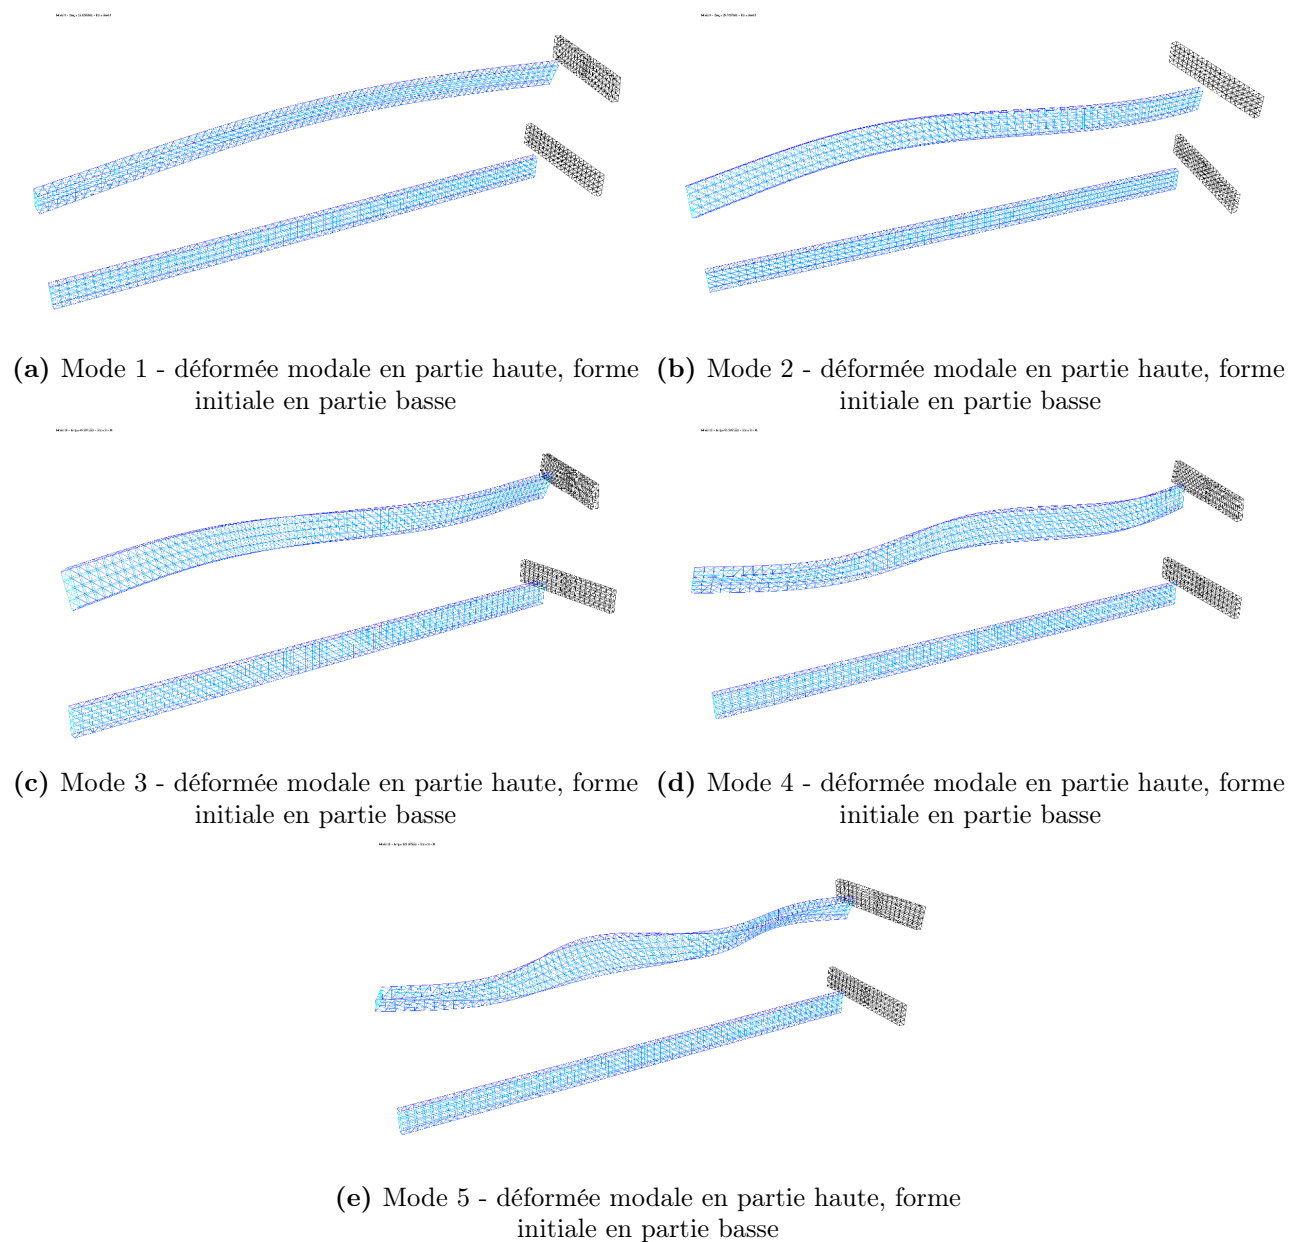 (a) Mode 1 - déformée modale en partie haute, forme
initiale en partie basse
(b) Mode 2 - déformée modale en partie haute, forme
initiale en partie basse
(c) Mode 3 - déformée modale en partie haute, forme
initiale en partie basse
(d) Mode 4 - déformée modale en partie haute, forme
initiale en partie basse
(e) Mode 5 - déformée modale en partie haute, forme
initiale en partie basse